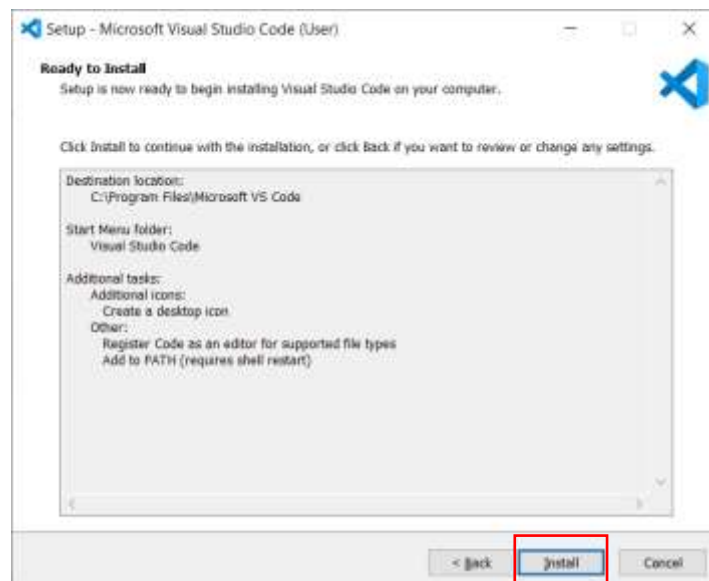 Setup - Microsoft Visual Studio Code (User)
Ready to Install
Setup is now ready to begin installing Visual Studio Code on your computer.
Click Install to continue with the installation, or click Back if you want to review or change any settings.
Destination location:
C:\Program Files\Microsoft VS Code
Start Menu folder:
Visual Studio Code
Additional tasks:
Additional icons:
Create a desktop icon
Other:
Register Code as an editor for supported file types
Add to PATH (requires shell restart)
< Back
Install
Cancel